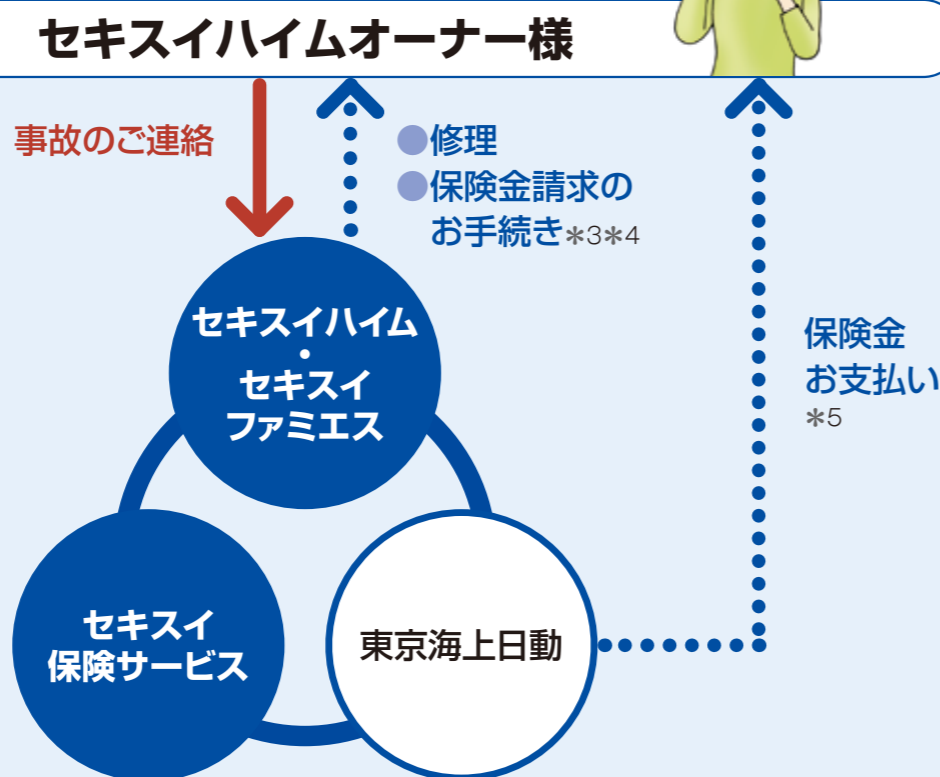 セキスイハイムオーナー様
事故のご連絡
●修理
●保険金請求の
お手続き*3*4
セキスイハイム
・
セキスイ
ファミエス
保険金
お支払い
*5
セキスイ
保険サービス
東京海上日動